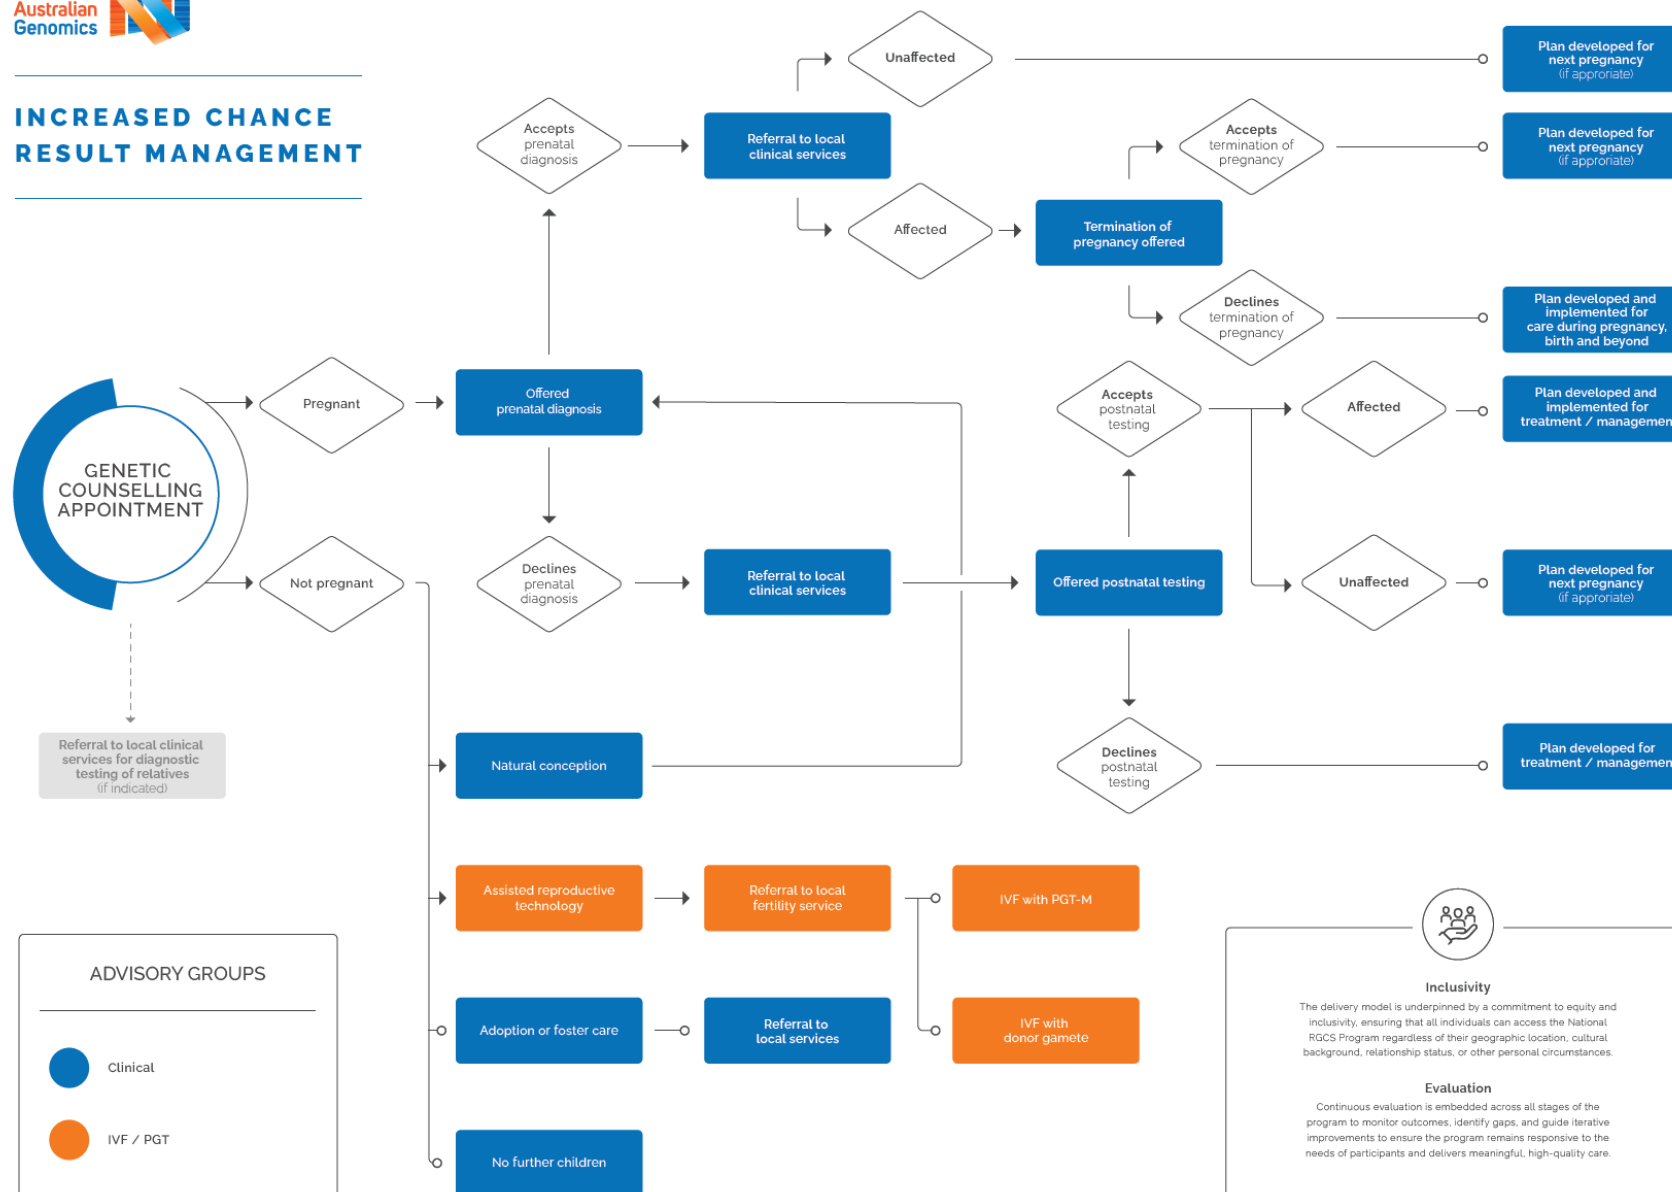 Australian
Genomics
INCREASED CHANCE
RESULT MANAGEMENT
Unaffected
Plan developed for
next pregnancy
(if approriate)
Accepts
prenatal
diagnosis
Referral to local
clinical services
Accepts
termination of
pregnancy
Plan developed for
next pregnancy
(if approriate)
Affected
Termination of
pregnancy offered
Declines
termination of
pregnancy
Plan developed and
implemented for
care during pregnancy,
birth and beyond
Pregnant
Offered
prenatal diagnosis
Accepts
postnatal
testing
Affected
Plan developed and
implemented for
treatment / managemen
GENETIC
COUNSELLING
APPOINTMENT
Not pregnant
Declines
prenatal
diagnosis
Referral to local
clinical services
Offered postnatal testing
Unaffected
Plan developed for
next pregnancy
(if approriate)
Referral to local clinical
services for diagnostic
testing of relatives
(if indicated)
Natural conception
Declines
postnatal
testing
Plan developed for
treatment / managemen
Assisted reproductive
technology
Referral to local
fertility service
IVF with PGT-M
Adoption or foster care
Referral to
local services
IVF with
donor gamete
No further children
ADVISORY GROUPS
Clinical
IVF / PGT
Inclusivity
The delivery model is underpinned by a commitment to equity and
inclusivity, ensuring that all individuals can access the National
RGCS Program regardless of their geographic location, cultural
background, relationship status, or other personal circumstances.
Evaluation
Continuous evaluation is embedded across all stages of the
program to monitor outcomes, identify gaps, and guide iterative
improvements to ensure the program remains responsive to the
needs of participants and delivers meaningful, high-quality care.